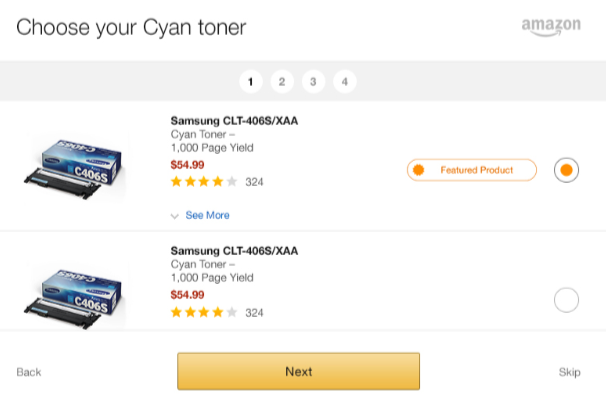 Choose your Cyan toner
amazon
1 2 3 4
Samsung CLT-406S/XAA
Cyan Toner –
1,000 Page Yield
$54.99
324
See More
C406S
Featured Product
Samsung CLT-406S/XAA
Cyan Toner –
1,000 Page Yield
$54.99
324
C406S
Back
Next
Skip